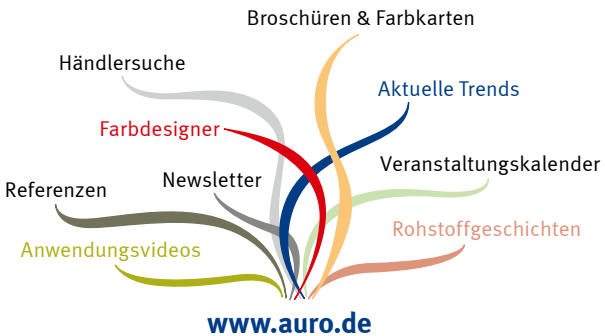 Broschüren & Farbkarten
Händlersuche
Aktuelle Trends
Farbdesigner
Veranstaltungskalender
Newsletter
Referenzen
Rohstoffgeschichten
Anwendungsvideos
www.auro.de